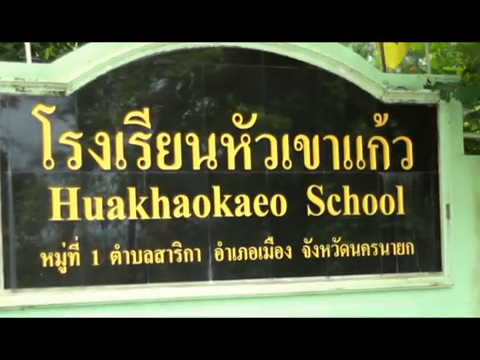 โรงเรียนหัวเขาแก้ว
Huakhaokaeo School
หมู่ที่ 1 ตำบลสาริกา อำเภอเมือง จังหวัดนครนายก